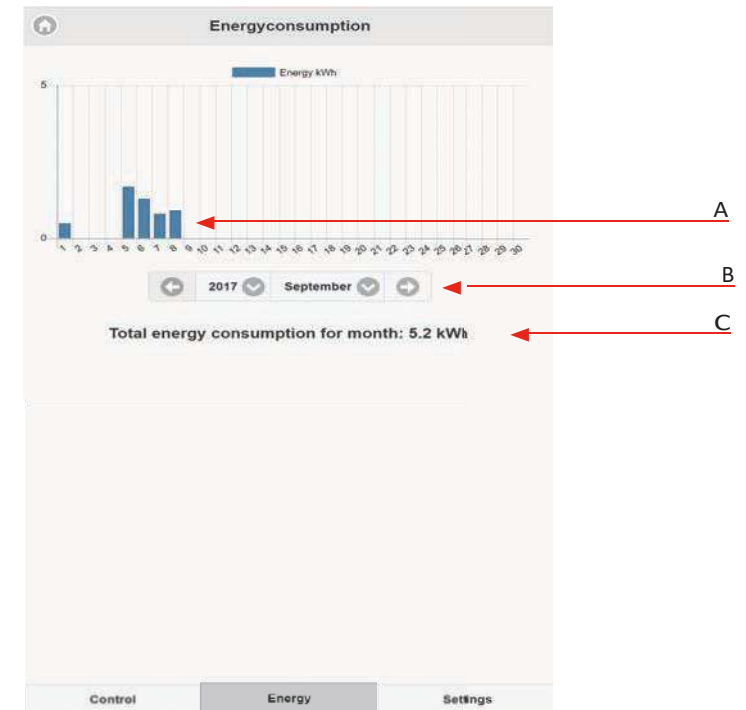 Energyconsumption
Energy kWh
5
A
0
1 2 3 4 5 6 7 8 9 10 11 12 13 14 15 16 17 18 19 20 21 22 23 24 25 26 27 28 29 30
2017 September
B
Total energy consumption for month: 5.2 kWh
C
Control Energy Settings